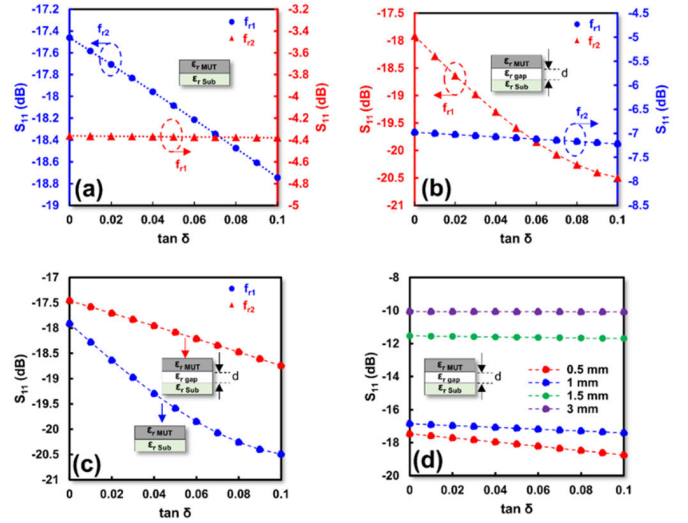 -17.2
-17.4
-17.6
-17.8
-18
-18.2
-18.4
-18.6
-18.8
-19
S₁₁ (dB)
fᵣ₂
fᵣ₁
fᵣ₁
fᵣ₂
εᵣ MUT
εᵣ Sub
(a)
-3.4
-3.6
-3.8
-4
-4.2
-4.4
-4.6
-4.8
-5
S₁₁ (dB)
0 0.02 0.04 0.06 0.08 0.1
tan δ
-17.5
-18
-18.5
-19
-19.5
-20
-20.5
-21
S₁₁ (dB)
fᵣ₁
fᵣ₂
fᵣ₁
fᵣ₂
εᵣ MUT
εᵣ gap
εᵣ Sub
d
(b)
-4.5
-5
-5.5
-6
-6.5
-7
-7.5
-8
-8.5
S₁₁ (dB)
0 0.02 0.04 0.06 0.08 0.1
tan δ
-17
-17.5
-18
-18.5
-19
-19.5
-20
-20.5
-21
S₁₁ (dB)
fᵣ₁
fᵣ₂
εᵣ MUT
εᵣ gap
εᵣ Sub
d
εᵣ MUT
εᵣ Sub
(c)
0 0.02 0.04 0.06 0.08 0.1
tan δ
-8
-10
-12
-14
-16
-18
-20
S₁₁ (dB)
εᵣ MUT
εᵣ gap
εᵣ Sub
d
0.5 mm
1 mm
1.5 mm
3 mm
(d)
0 0.02 0.04 0.06 0.08 0.1
tan δ